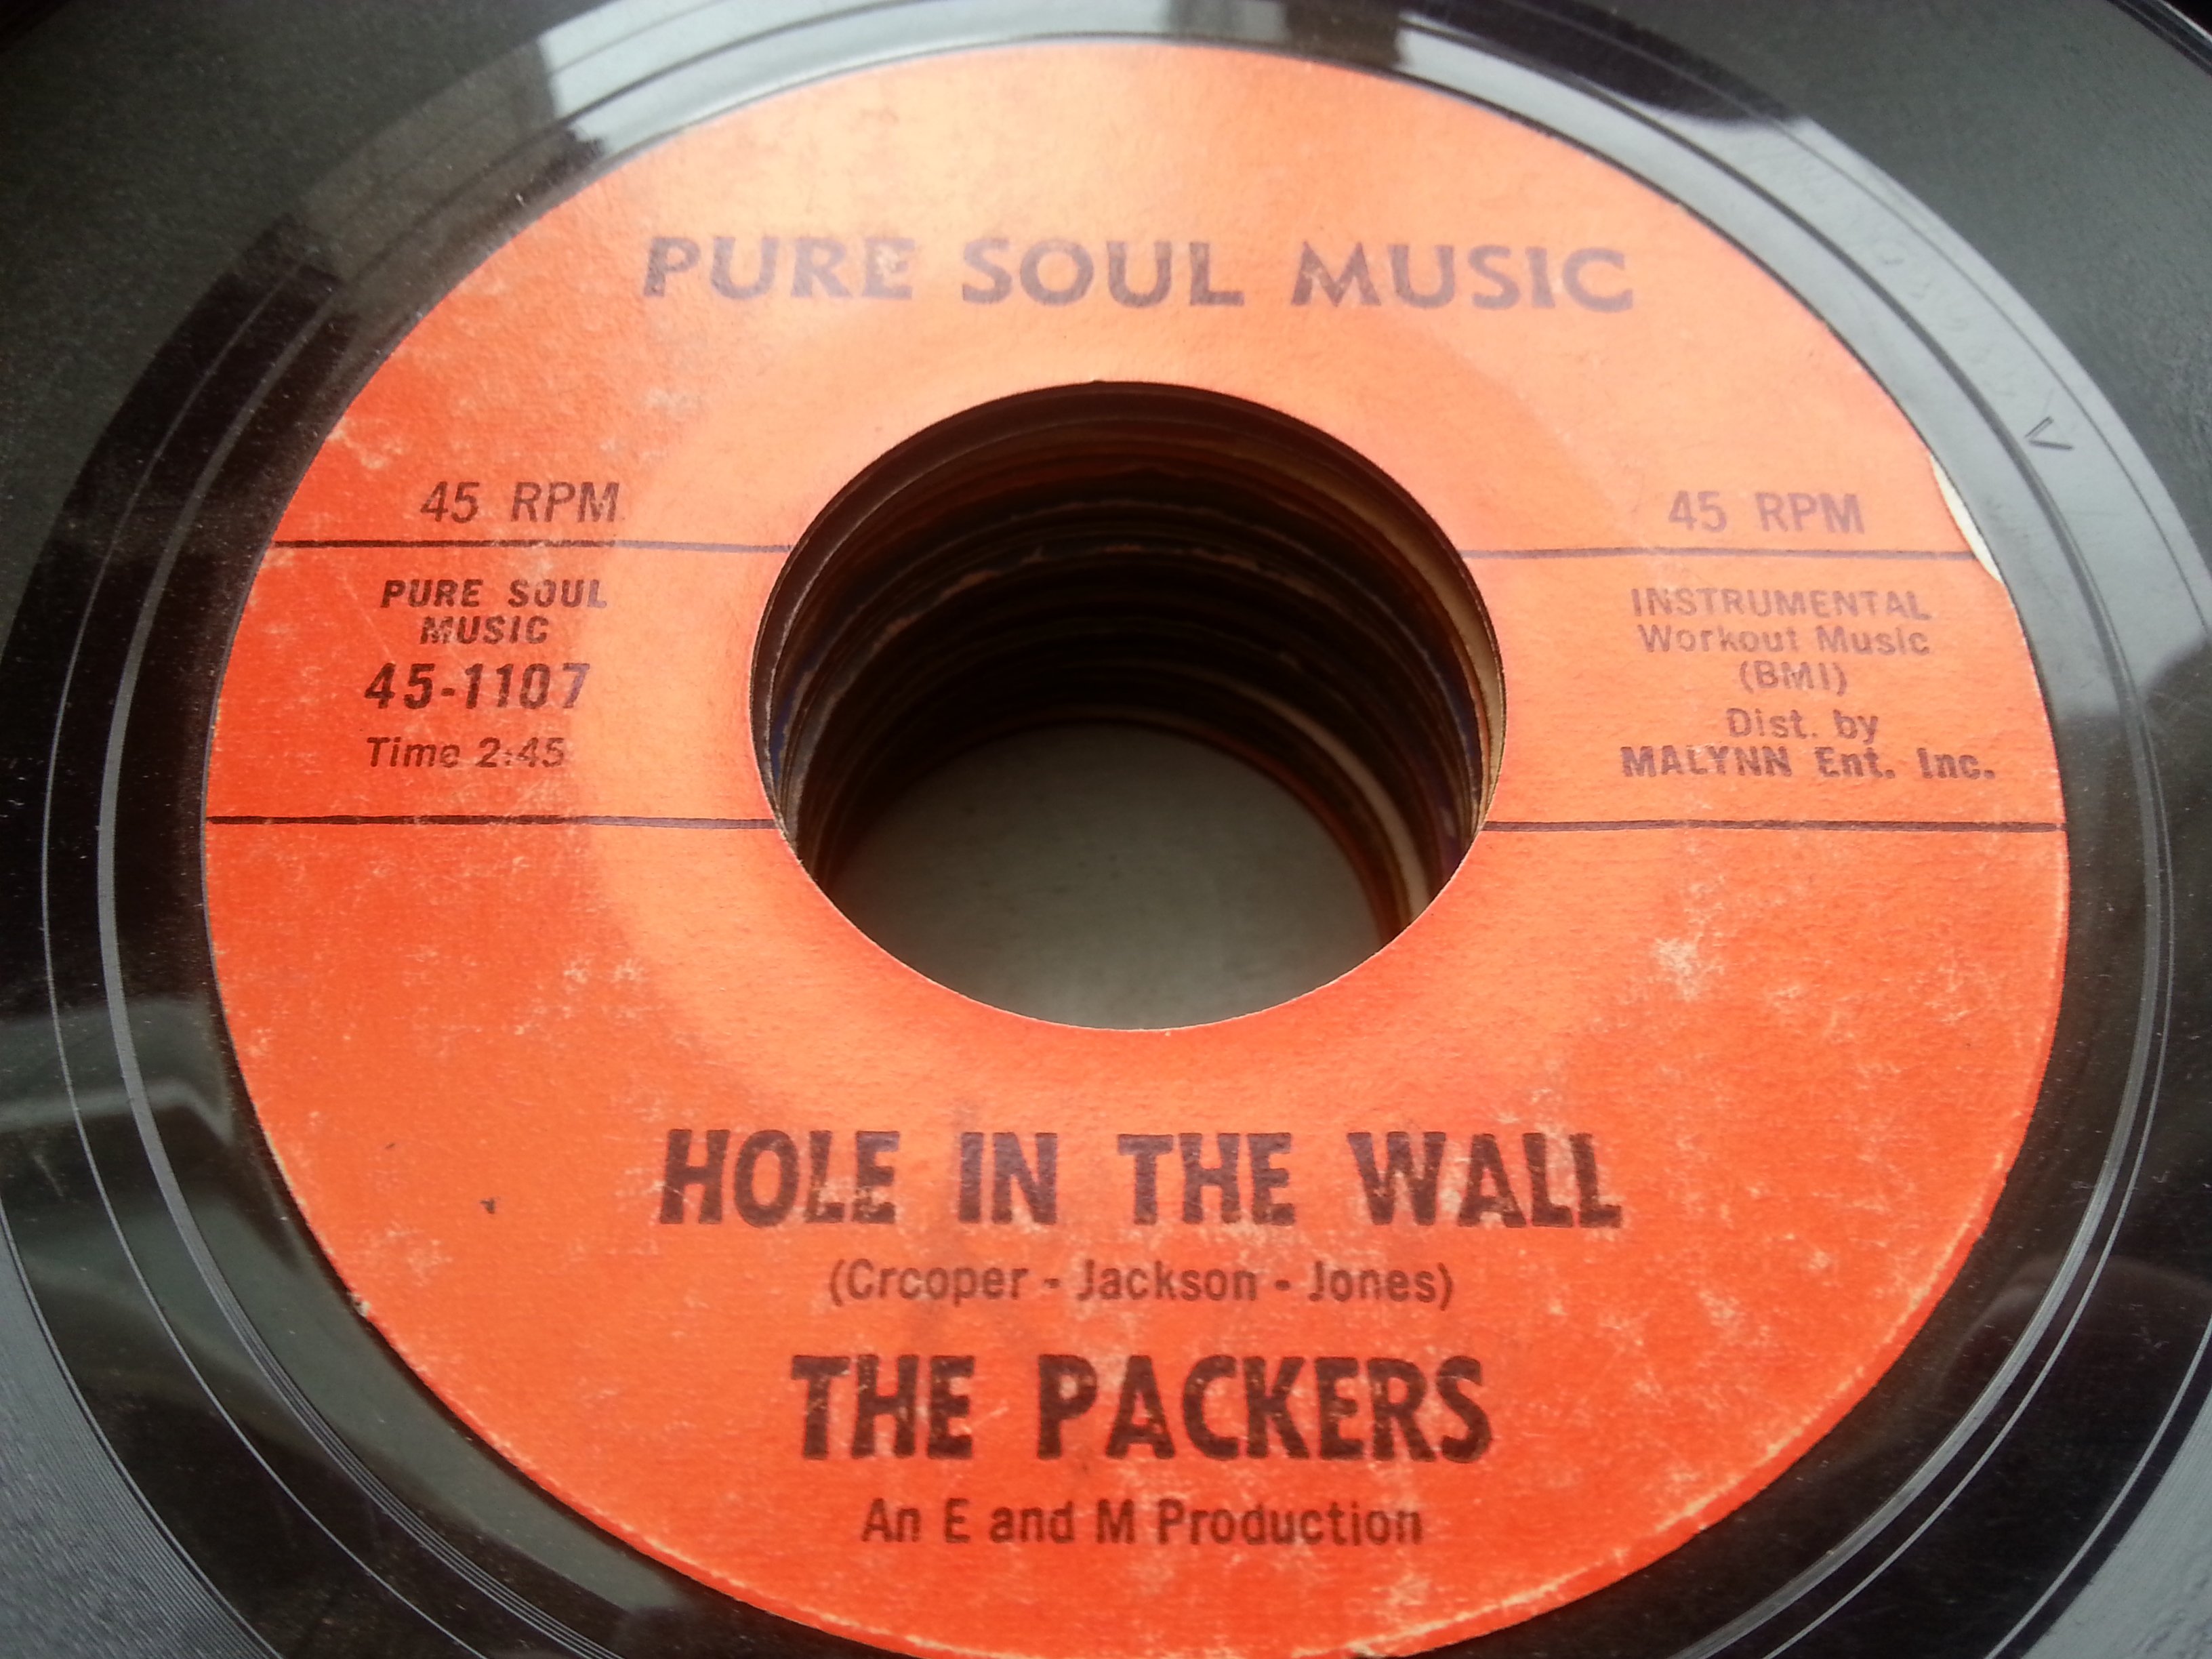 PURE SOUL MUSIC
45 RPM
45 RPM
PURE SOUL
MUSIC
45-1107
Time 2:45
INSTRUMENTAL
Workout Music
(BMI)
Dist. by
MALYNN Ent. Inc.
HOLE IN THE WALL
(Crcoper - Jackson - Jones)
THE PACKERS
An E and M Production